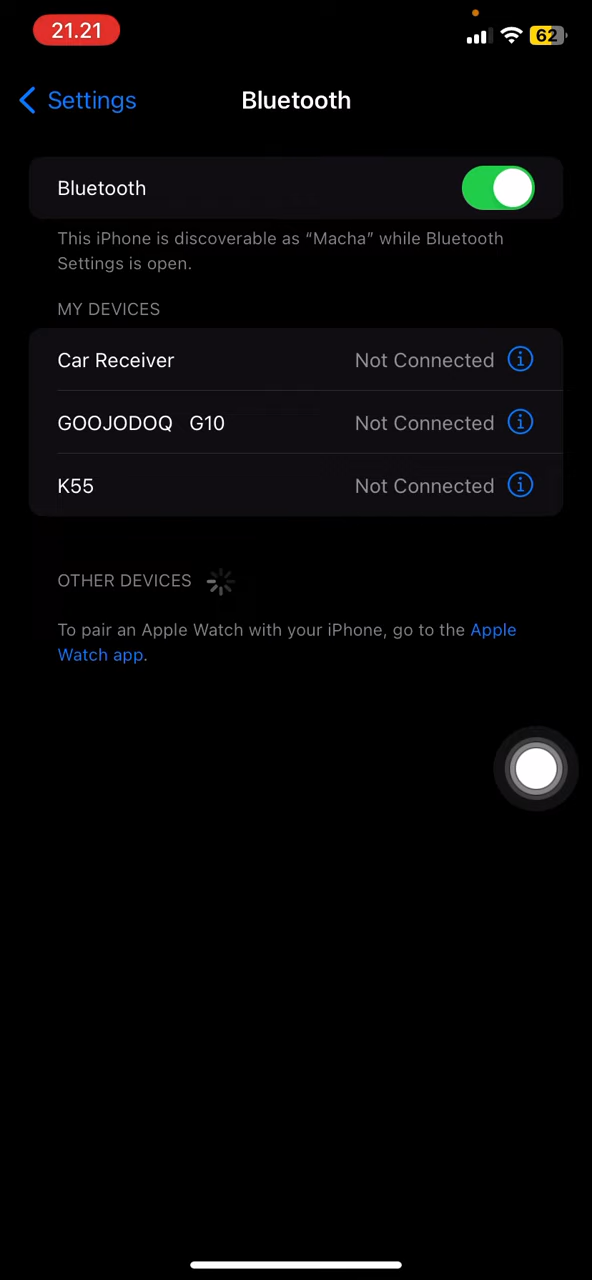 21.21
62
Settings
Bluetooth
Bluetooth
This iPhone is discoverable as “Macha” while Bluetooth
Settings is open.
MY DEVICES
Car Receiver Not Connected
GOOJODOQ G10 Not Connected
K55 Not Connected
OTHER DEVICES
To pair an Apple Watch with your iPhone, go to the Apple
Watch app.